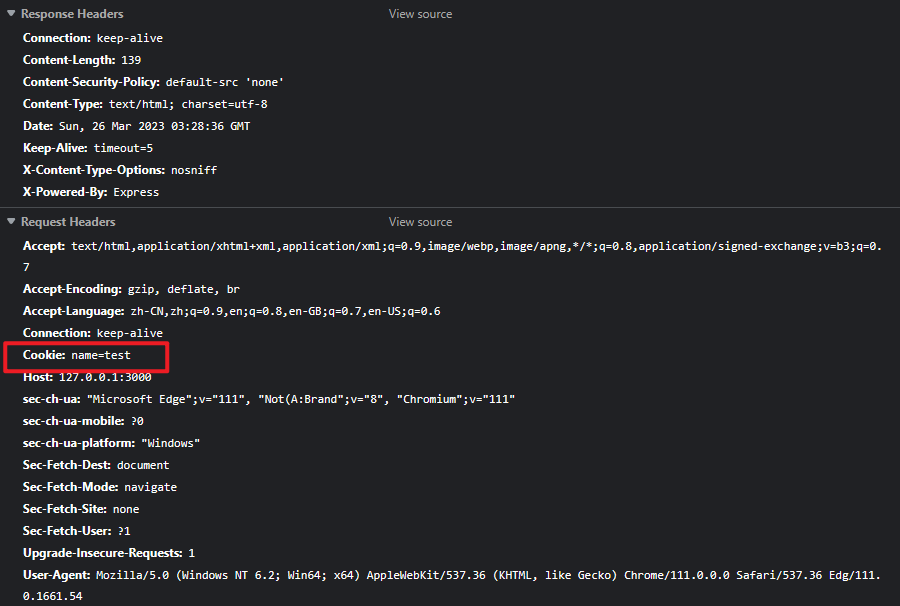 Response Headers View source
Connection: keep-alive
Content-Length: 139
Content-Security-Policy: default-src 'none'
Content-Type: text/html; charset=utf-8
Date: Sun, 26 Mar 2023 03:28:36 GMT
Keep-Alive: timeout=5
X-Content-Type-Options: nosniff
X-Powered-By: Express
Request Headers View source
Accept: text/html,application/xhtml+xml,application/xml;q=0.9,image/webp,image/apng,*/*;q=0.8,application/signed-exchange;v=b3;q=0.
7
Accept-Encoding: gzip, deflate, br
Accept-Language: zh-CN,zh;q=0.9,en;q=0.8,en-GB;q=0.7,en-US;q=0.6
Connection: keep-alive
Cookie: name=test
Host: 127.0.0.1:3000
sec-ch-ua: "Microsoft Edge";v="111", "Not(A:Brand";v="8", "Chromium";v="111"
sec-ch-ua-mobile: ?0
sec-ch-ua-platform: "Windows"
Sec-Fetch-Dest: document
Sec-Fetch-Mode: navigate
Sec-Fetch-Site: none
Sec-Fetch-User: ?1
Upgrade-Insecure-Requests: 1
User-Agent: Mozilla/5.0 (Windows NT 6.2; Win64; x64) AppleWebKit/537.36 (KHTML, like Gecko) Chrome/111.0.0.0 Safari/537.36 Edg/111.
0.1661.54